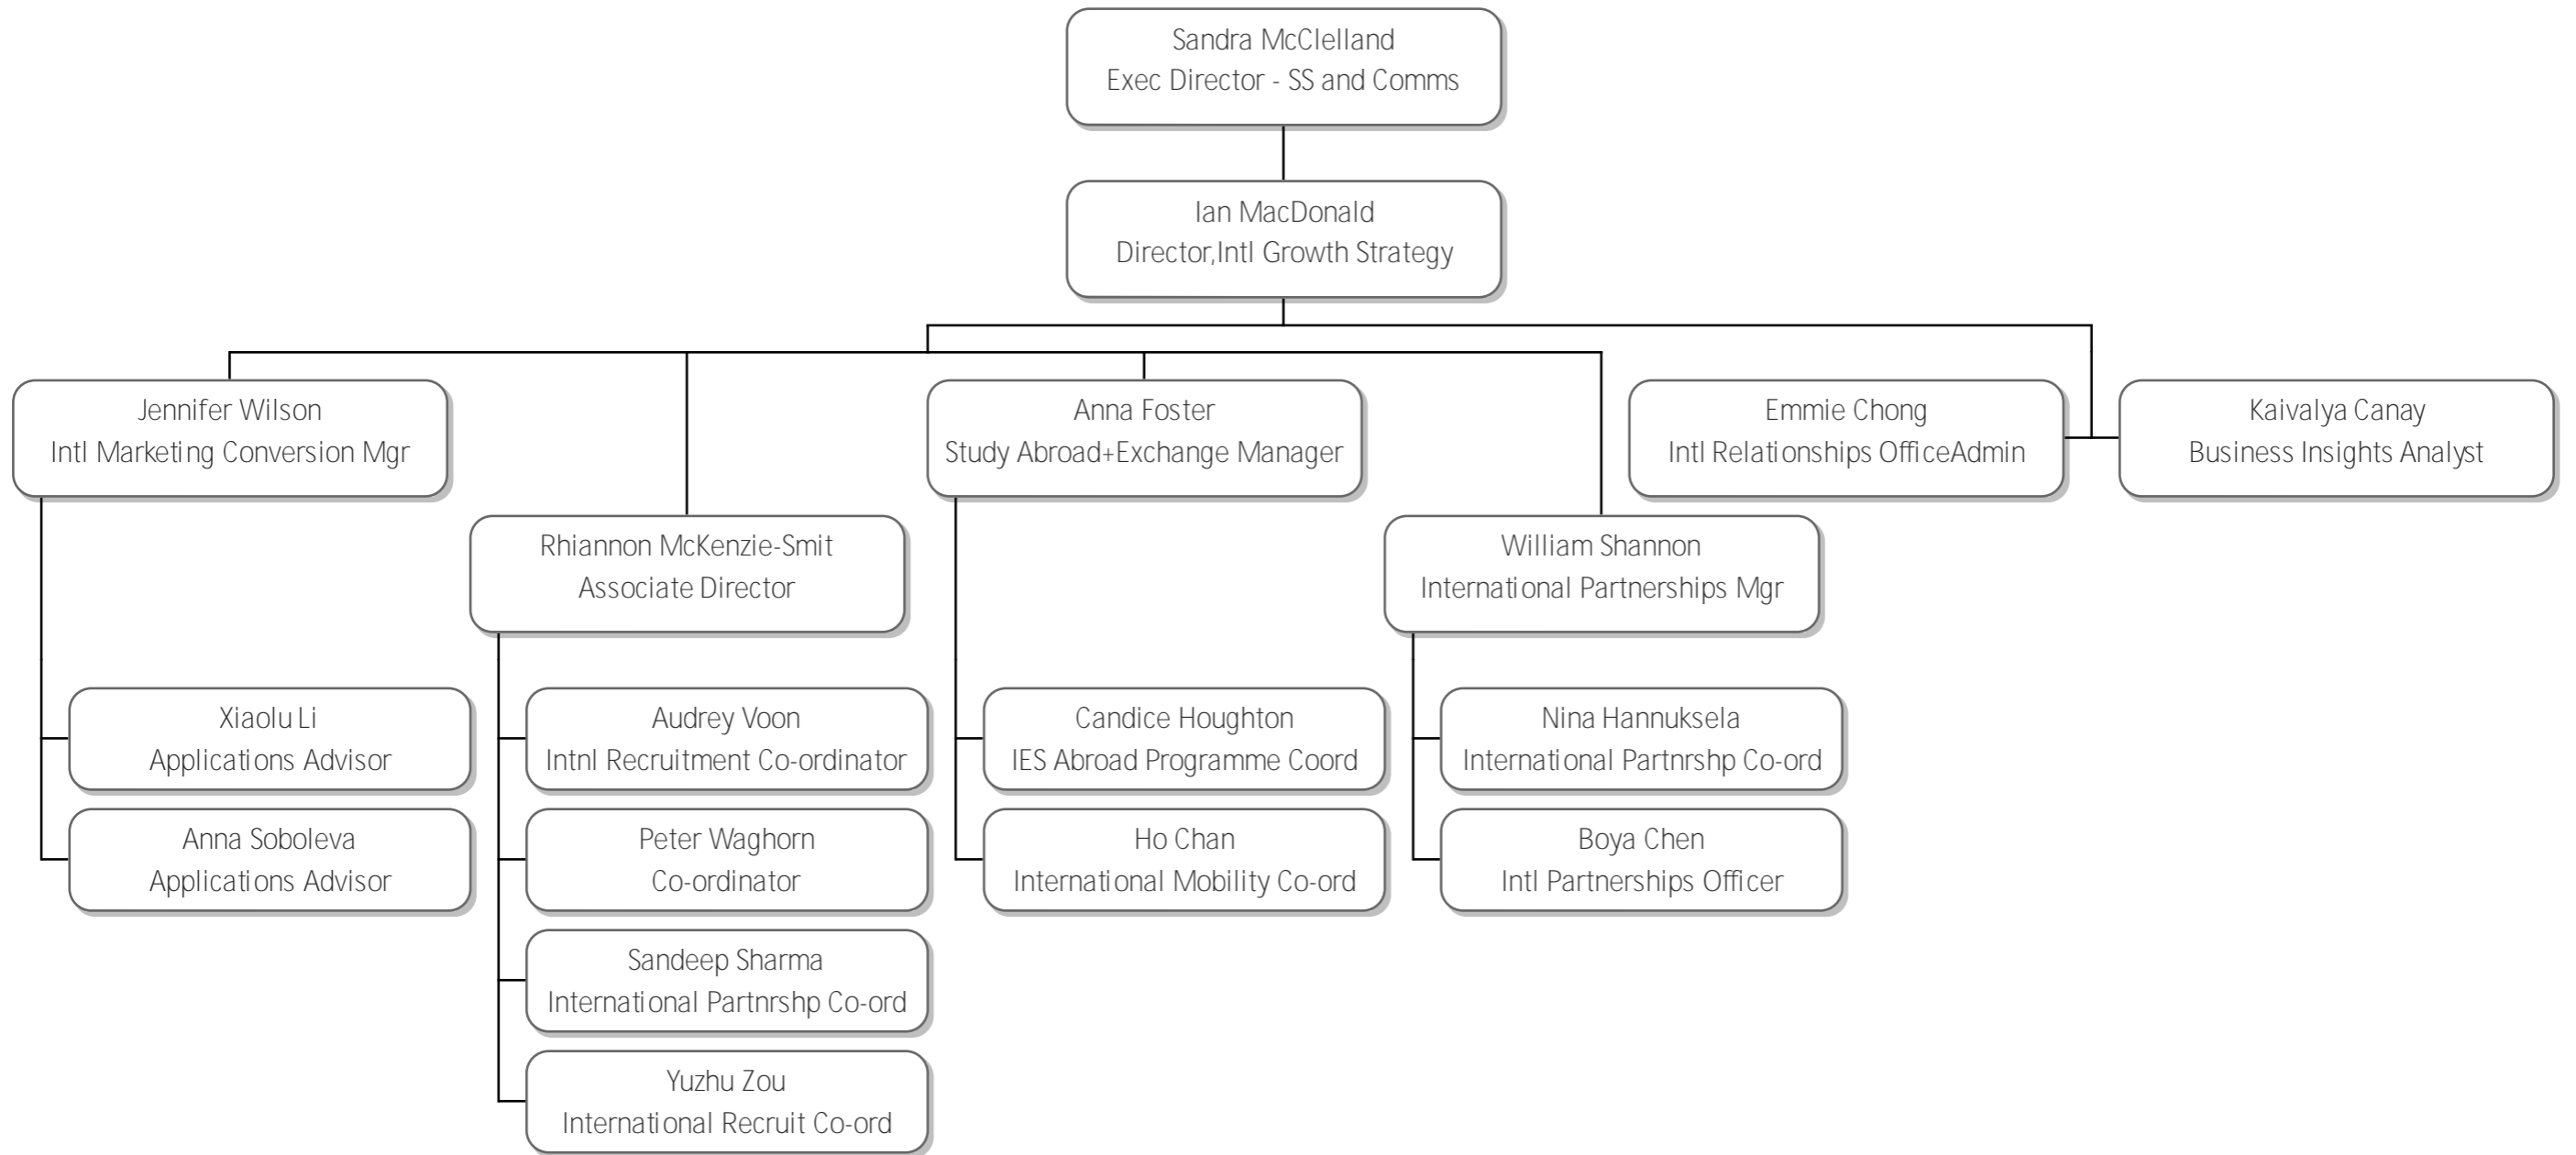 Sandra McClelland
Exec Director - SS and Comms
Ian MacDonald
Director,Intl Growth Strategy
Jennifer Wilson
Intl Marketing Conversion Mgr
Anna Foster
Study Abroad+Exchange Manager
Emmie Chong
Intl Relationships OfficeAdmin
Kaivalya Canay
Business Insights Analyst
Rhiannon McKenzie-Smit
Associate Director
William Shannon
International Partnerships Mgr
Xiaolu Li
Applications Advisor
Audrey Voon
Intnl Recruitment Co-ordinator
Candice Houghton
IES Abroad Programme Coord
Nina Hannuksela
International Partnrshp Co-ord
Anna Soboleva
Applications Advisor
Peter Waghorn
Co-ordinator
Ho Chan
International Mobility Co-ord
Boya Chen
Intl Partnerships Officer
Sandeep Sharma
International Partnrshp Co-ord
Yuzhu Zou
International Recruit Co-ord